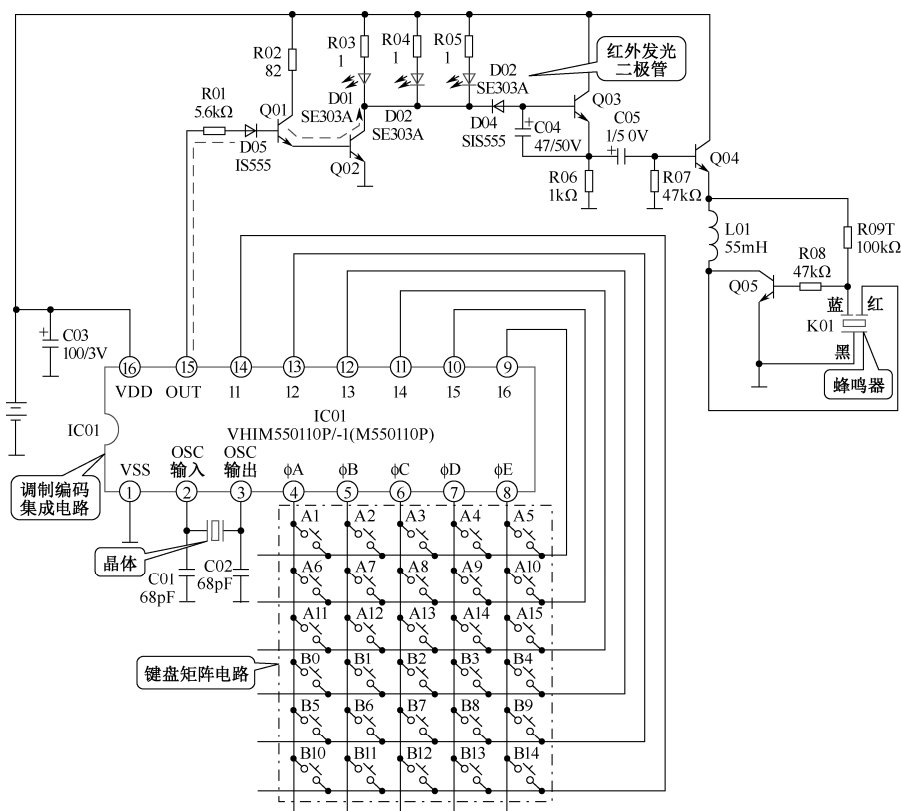 R02
82
R03
1
R04
1
R05
1
红外发光
二极管
D02
SE303A
R01
5.6kΩ
Q01
D01
SE303A
D02
SE303A
D04
SIS555
Q03
C04
47/50V
C05
1/5 0V
Q04
D05
IS555
Q02
R06
1kΩ
R07
47kΩ
L01
55mH
R09T
100kΩ
R08
47kΩ
Q05
蓝
红
K01
黑
蜂鸣器
C03
100/3V
16
15
14
13
12
11
10
9
VDD
OUT
11
12
13
14
15
16
IC01
IC01
VHIM550110P/-1(M550110P)
VSS
OSC
输入
OSC
输出
ϕA
ϕB
ϕC
ϕD
ϕE
1
2
3
4
5
6
7
8
调制编码
集成电路
晶体
C01
68pF
C02
68pF
A1
A2
A3
A4
A5
A6
A7
A8
A9
A10
A11
A12
A13
A14
A15
键盘矩阵电路
B0
B1
B2
B3
B4
B5
B6
B7
B8
B9
B10
B11
B12
B13
B14